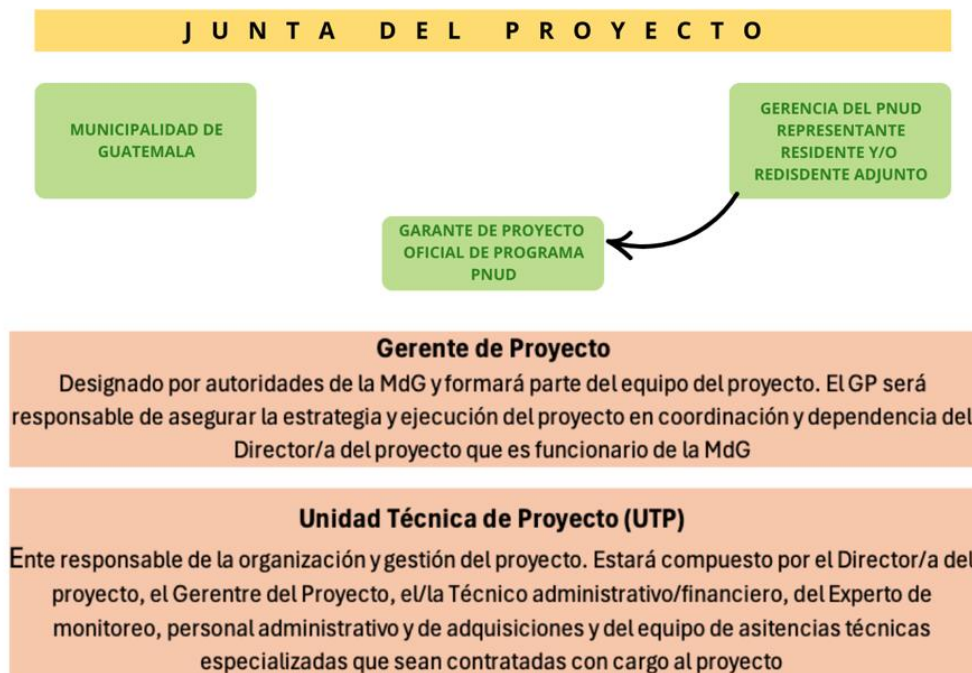 JUNTA DEL PROYECTO
MUNICIPALIDAD DE
GUATEMALA
GERENCIA DEL PNUD
REPRESENTANTE
RESIDENTE Y/O
REDISDENTE ADJUNTO
GARANTE DE PROYECTO
OFICIAL DE PROGRAMA
PNUD
Gerente de Proyecto
Designado por autoridades de la MdG y formará parte del equipo del proyecto. El GP será
responsable de asegurar la estrategia y ejecución del proyecto en coordinación y dependencia del
Director/a del proyecto que es funcionario de la MdG
Unidad Técnica de Proyecto (UTP)
Ente responsable de la organización y gestión del proyecto. Estará compuesto por el Director/a del
proyecto, el Gerentre del Proyecto, el/la Técnico administrativo/financiero, del Experto de
monitoreo, personal administrativo y de adquisiciones y del equipo de asitencias técnicas
especializadas que sean contratadas con cargo al proyecto